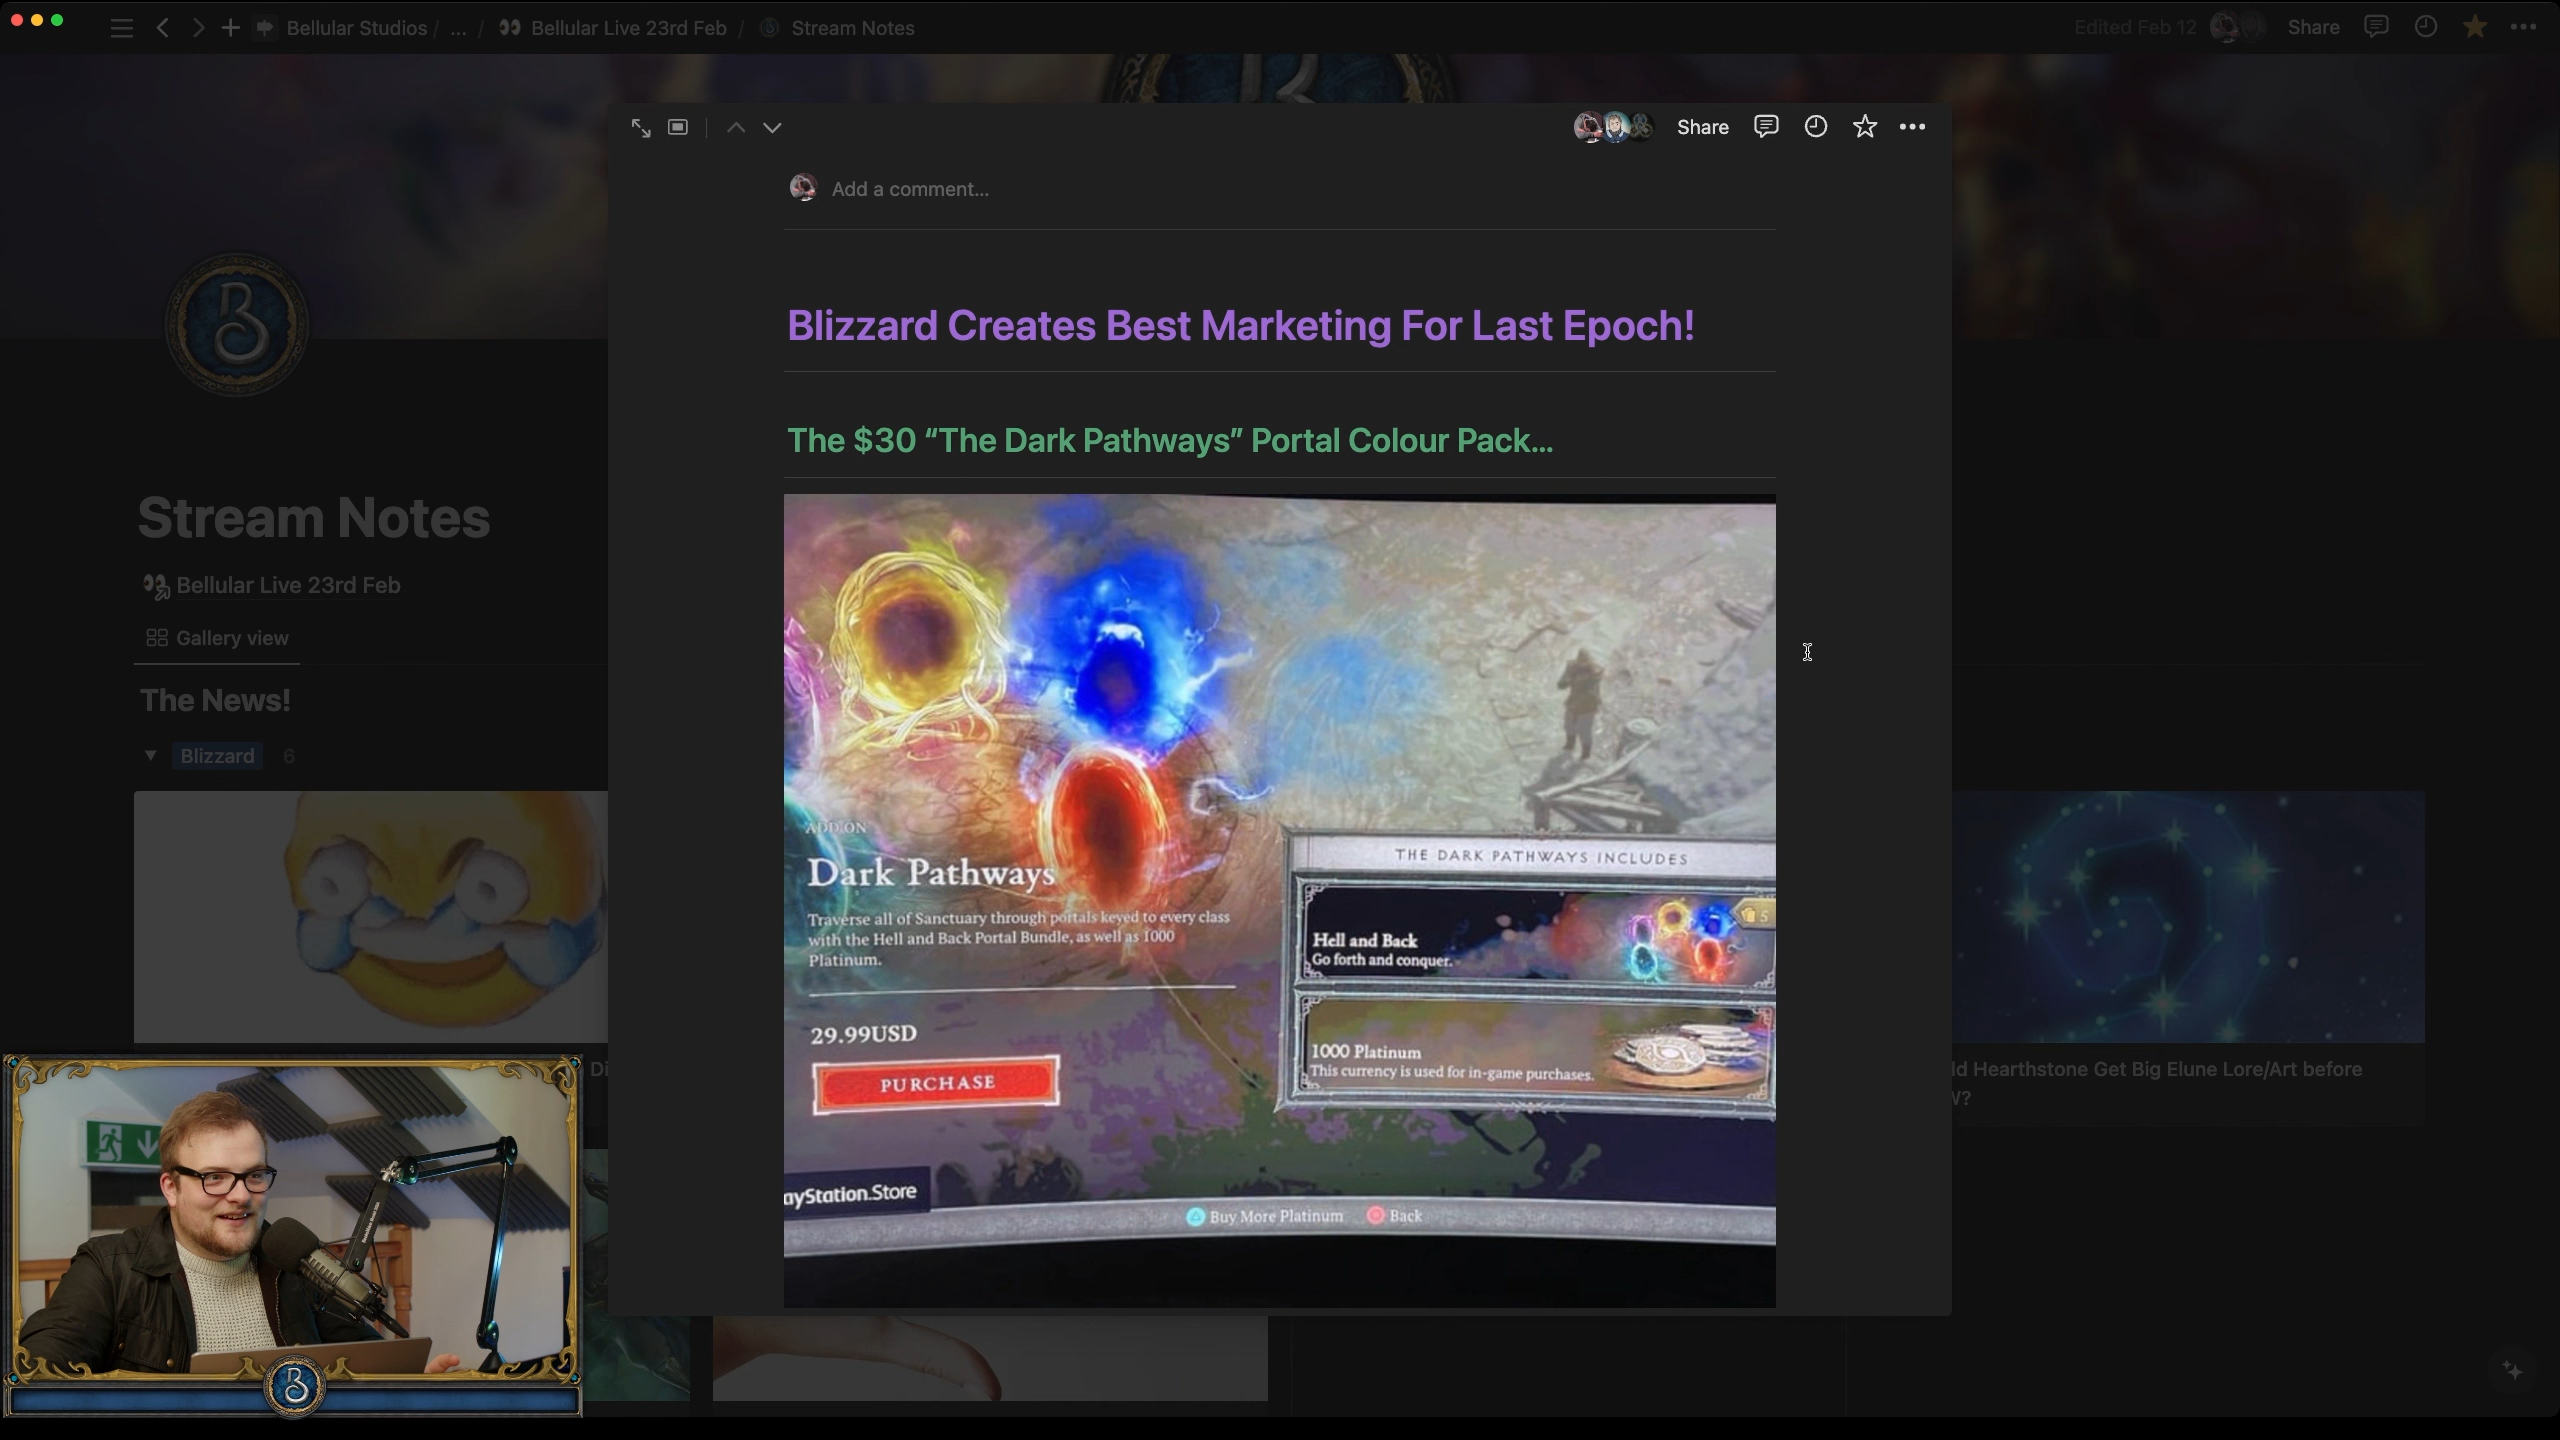 Bellular Studios / ... / 👀 Bellular Live 23rd Feb / Stream Notes
Edited Feb 12
Share
Share
Add a comment...
Blizzard Creates Best Marketing For Last Epoch!
The $30 “The Dark Pathways” Portal Colour Pack...
Stream Notes
Bellular Live 23rd Feb
Gallery view
The News!
Blizzard 6
Di
ADD ON
Dark Pathways
Traverse all of Sanctuary through portals keyed to every class
with the Hell and Back Portal Bundle, as well as 1000
Platinum.
29.99USD
PURCHASE
THE DARK PATHWAYS INCLUDES
5
Hell and Back
Go forth and conquer.
1000 Platinum
This currency is used for in-game purchases.
ayStation.Store
Buy More Platinum
Back
ld Hearthstone Get Big Elune Lore/Art before
W?
B
B